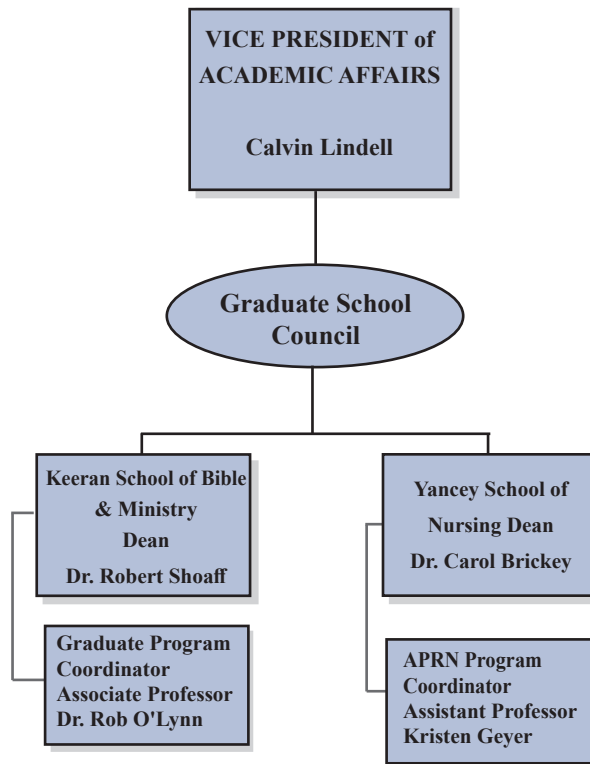 VICE PRESIDENT of
ACADEMIC AFFAIRS
Calvin Lindell
Graduate School
Council
Keeran School of Bible
& Ministry
Dean
Dr. Robert Shoaff
Yancey School of
Nursing Dean
Dr. Carol Brickey
Graduate Program
Coordinator
Associate Professor
Dr. Rob O'Lynn
APRN Program
Coordinator
Assistant Professor
Kristen Geyer